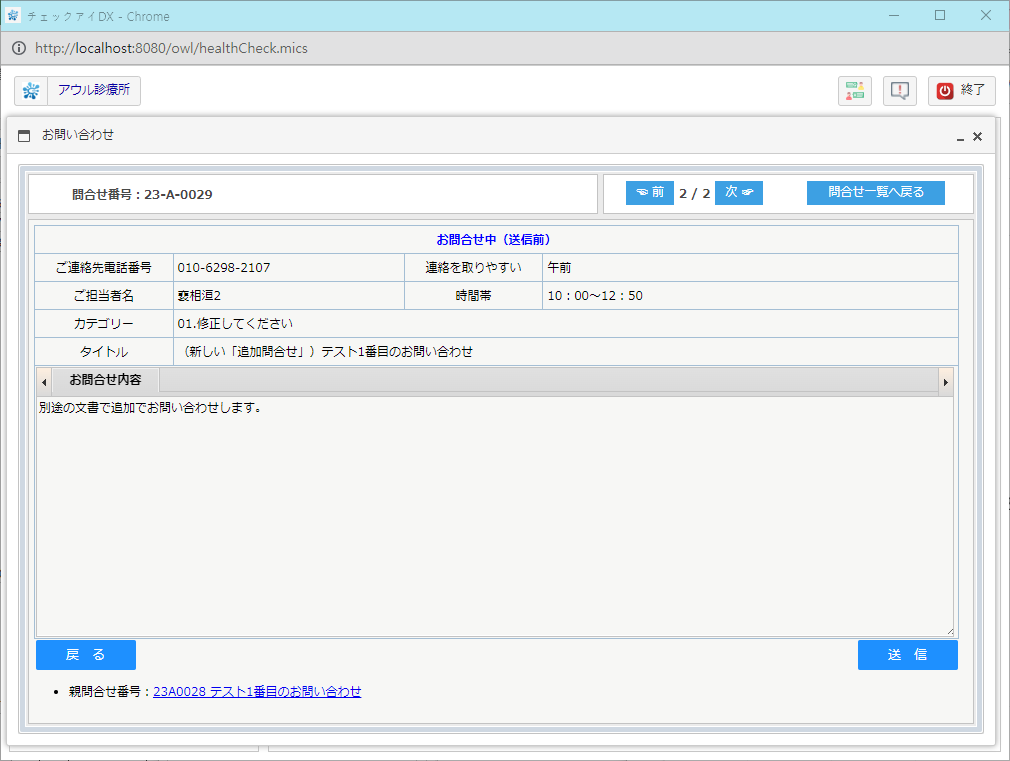 チェックアイDX - Chrome
http://localhost:8080/owl/healthCheck.mics
アウル診療所
終了
お問い合わせ
問合せ番号：23-A-0029
前 2 / 2 次
問合せ一覧へ戻る
お問合せ中（送信前）
ご連絡先電話番号 010-6298-2107 連絡を取りやすい 午前
ご担当者名 裵相洹2 時間帯 10：00～12：50
カテゴリー 01.修正してください
タイトル （新しい「追加問合せ」）テスト1番目のお問い合わせ
お問合せ内容
別途の文書で追加でお問い合わせします。
戻 る
送 信
• 親問合せ番号：23A0028 テスト1番目のお問い合わせ